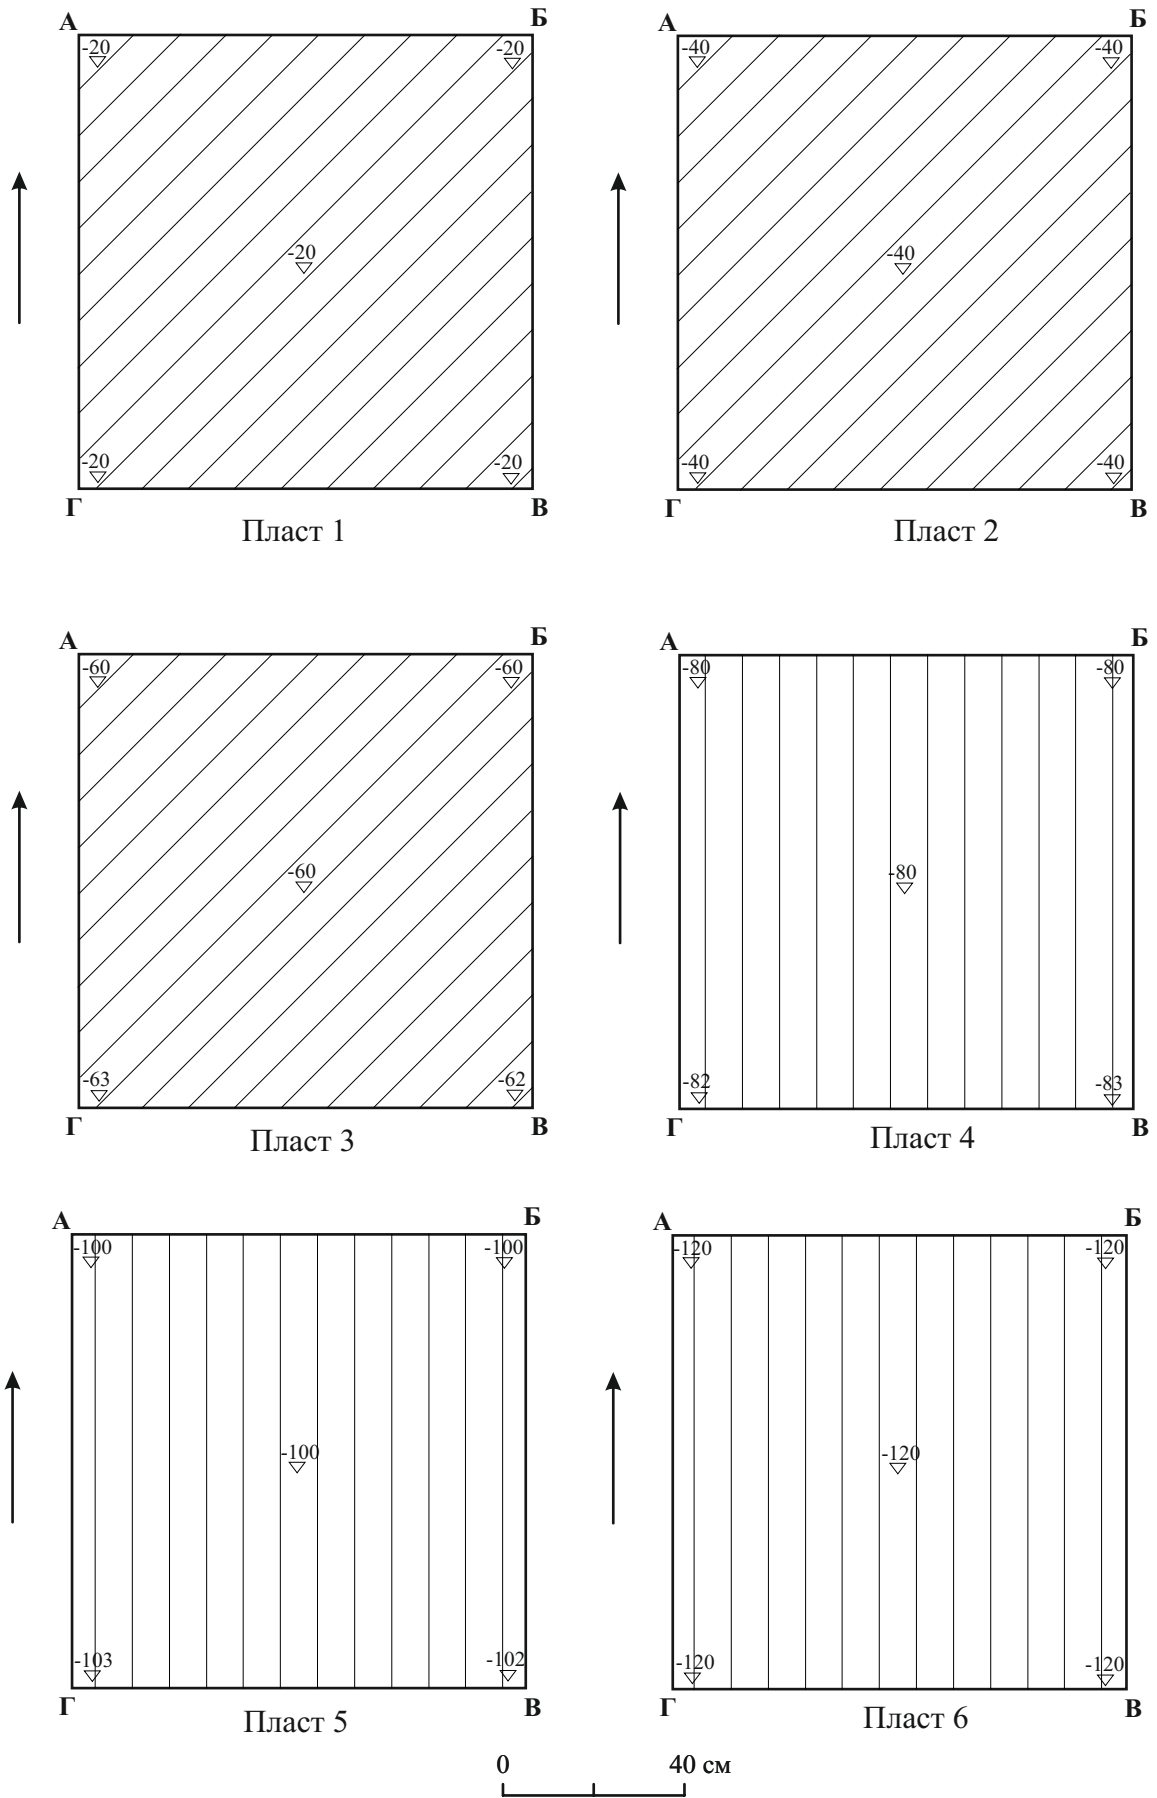 А Б
-20 -20
-20
-20 -20
Г В
Пласт 1
А Б
-40 -40
-40
-40 -40
Г В
Пласт 2
А Б
-60 -60
-60
-63 -62
Г В
Пласт 3
А Б
-80 -80
-80
-82 -83
Г В
Пласт 4
А Б
-100 -100
-100
-103 -102
Г В
Пласт 5
А Б
-120 -120
-120
-120 -120
Г В
Пласт 6
0 40 см